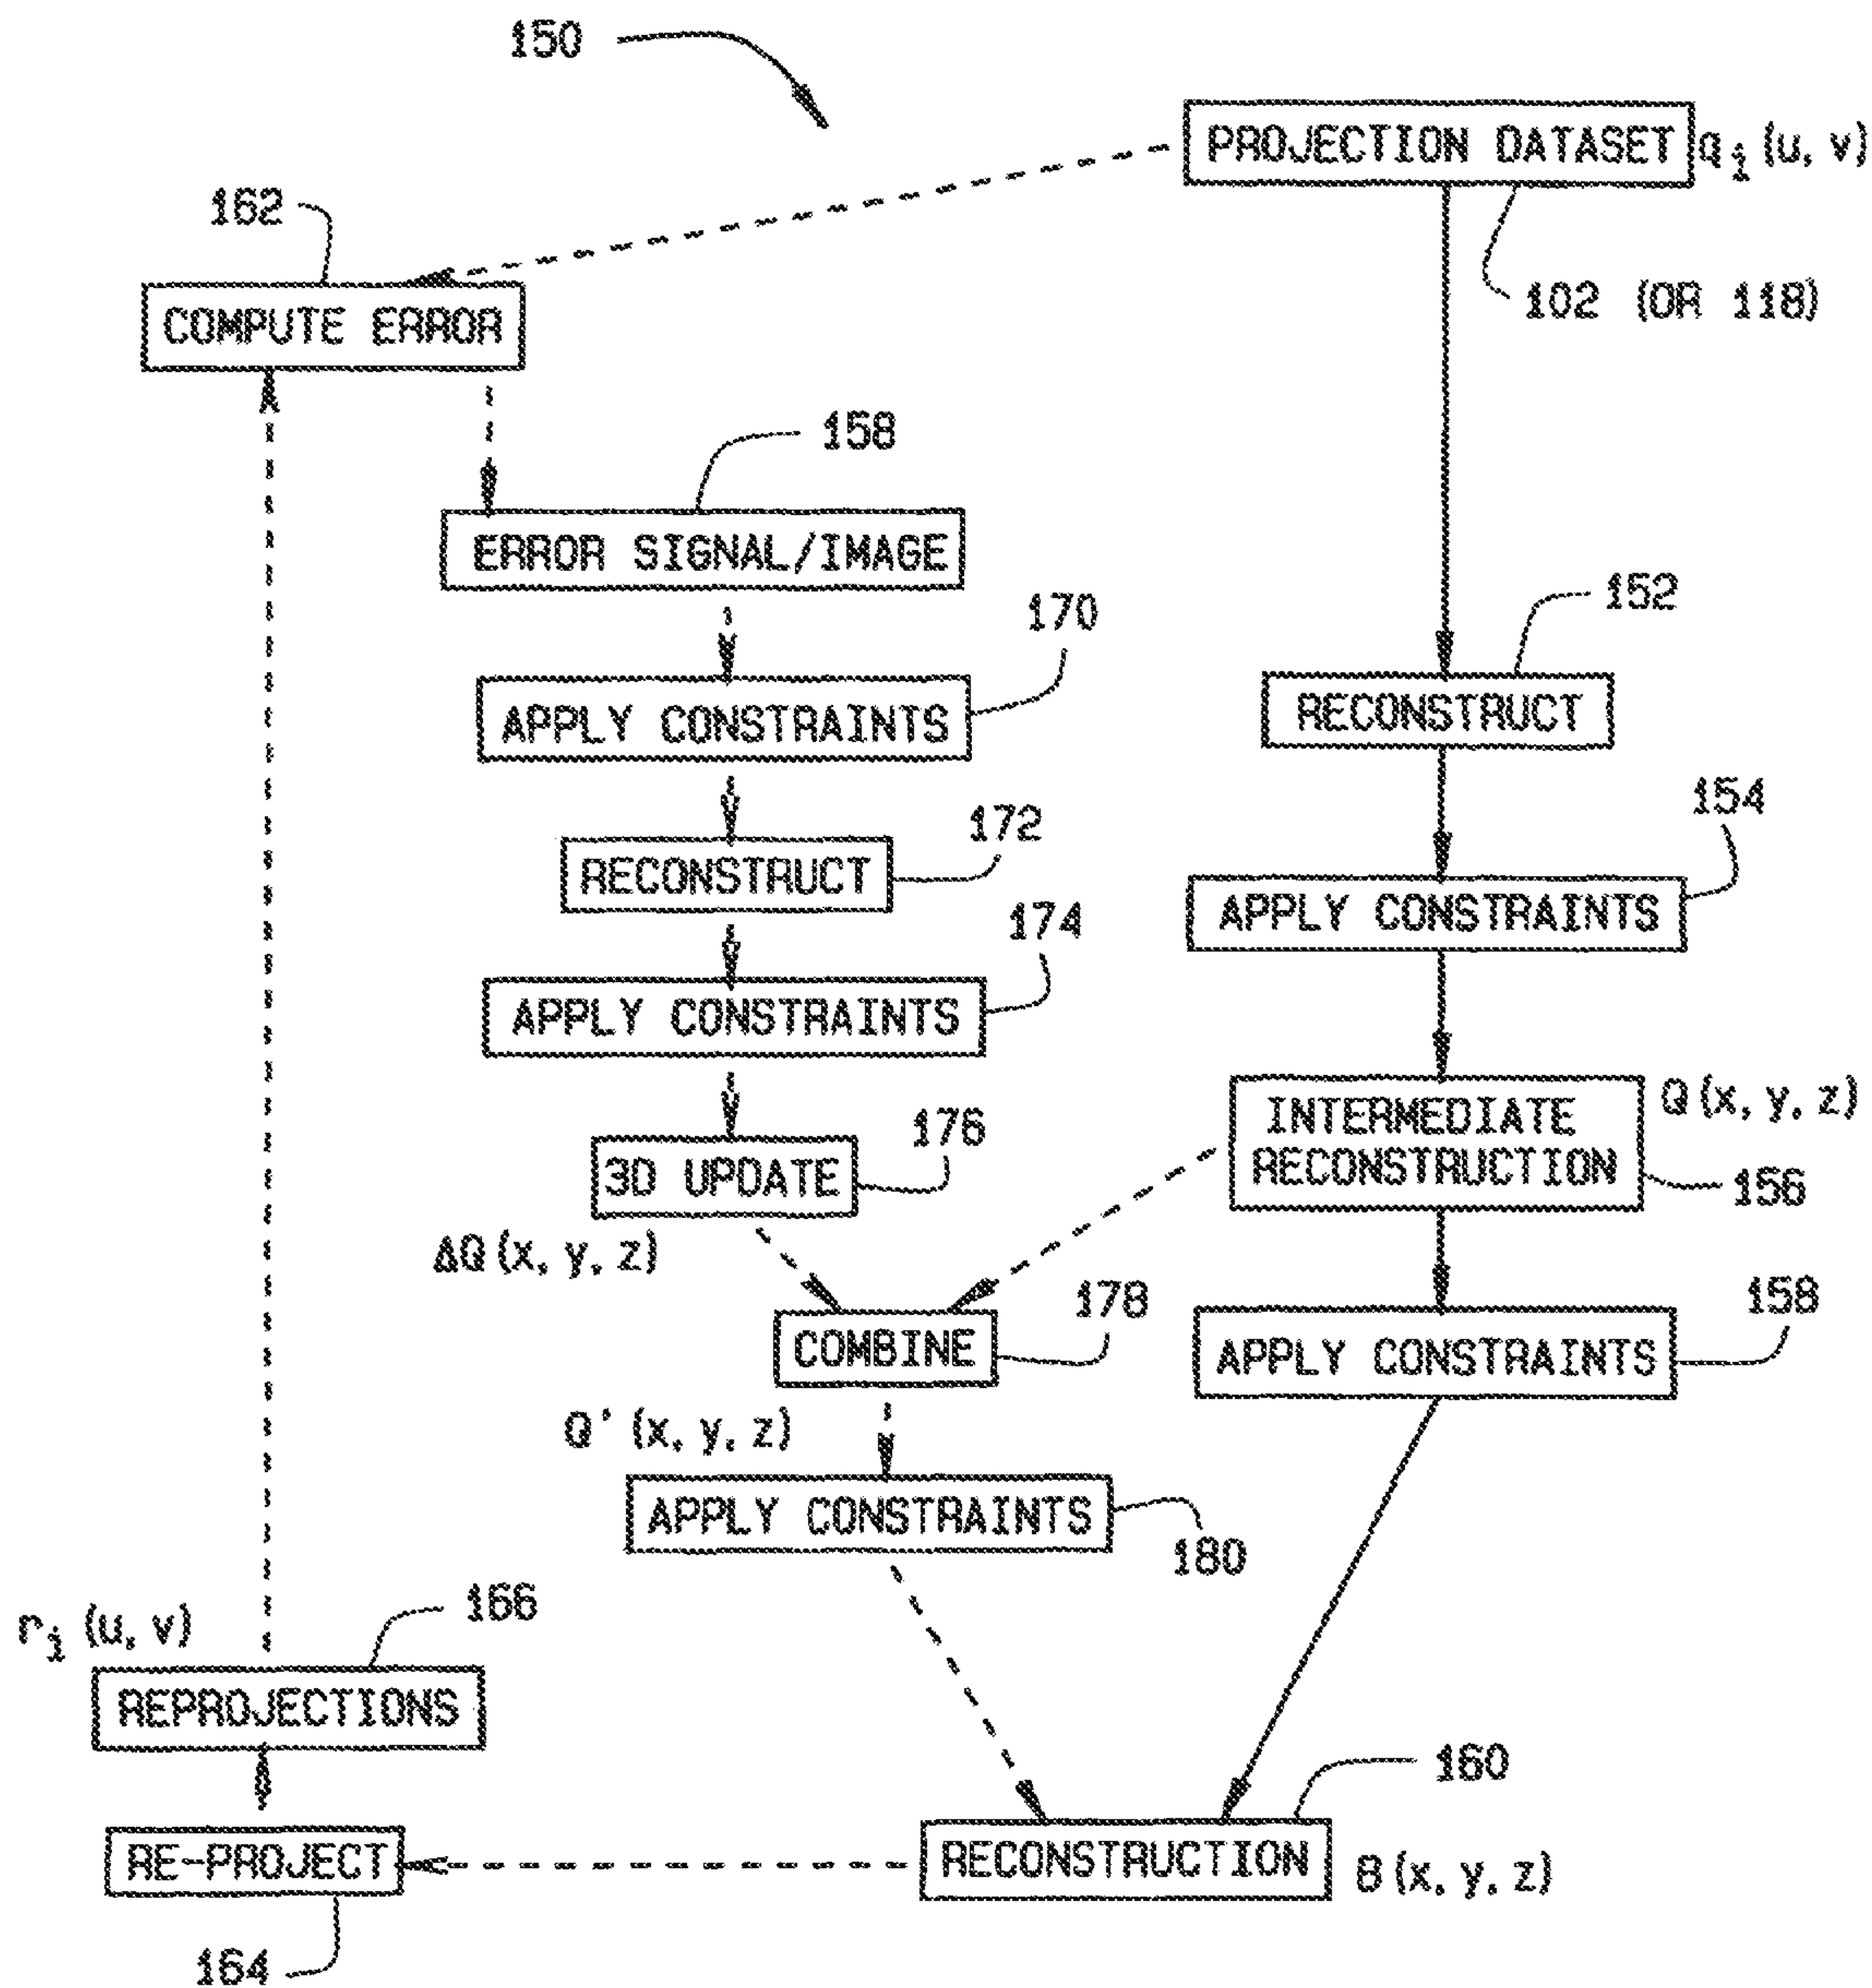 150
PROJECTION DATASET
qi (u, v)
162
102 (OR 118)
COMPUTE ERROR
158
ERROR SIGNAL/IMAGE
170
152
APPLY CONSTRAINTS
RECONSTRUCT
172
154
RECONSTRUCT
174
APPLY CONSTRAINTS
APPLY CONSTRAINTS
176
INTERMEDIATE
RECONSTRUCTION
Q (x, y, z)
3D UPDATE
156
ΔQ (x, y, z)
178
158
COMBINE
APPLY CONSTRAINTS
Q' (x, y, z)
APPLY CONSTRAINTS
180
166
ri (u, v)
REPROJECTIONS
160
RE-PROJECT
RECONSTRUCTION
B (x, y, z)
164